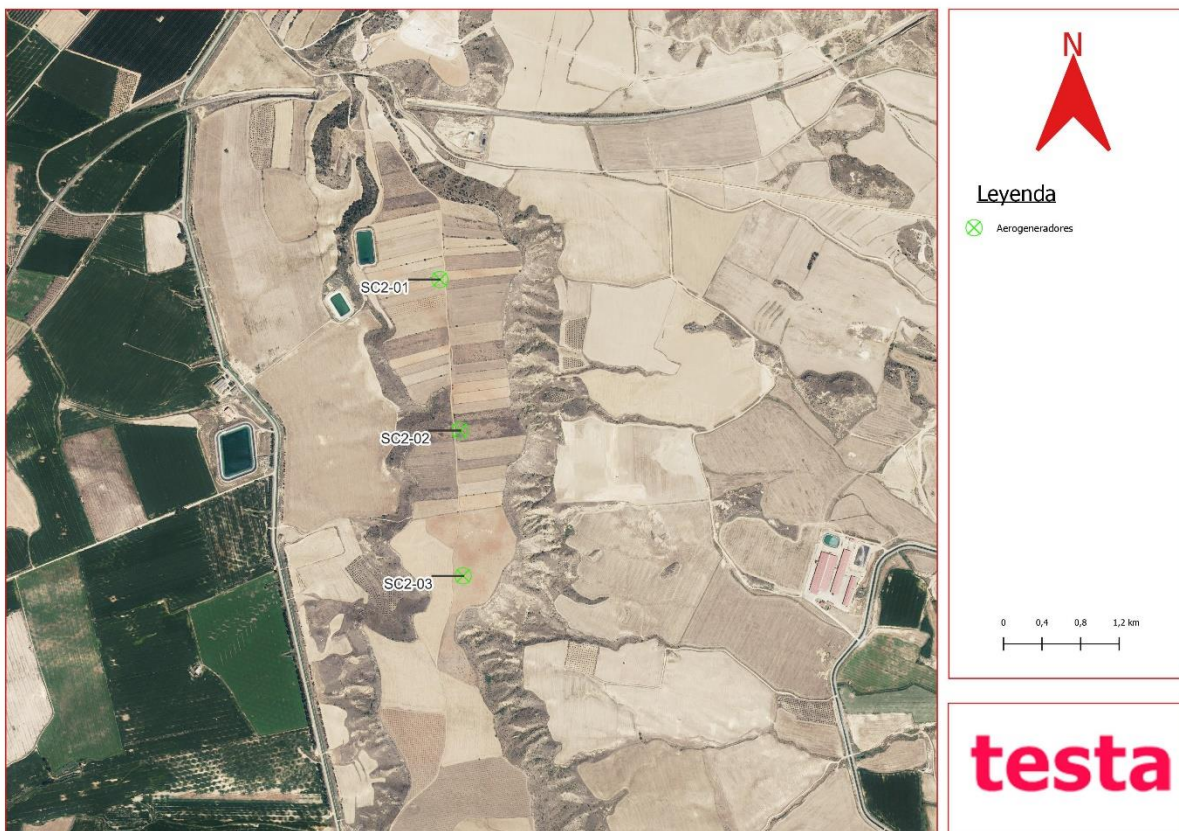 N
Leyenda
Aerogeneradores
SC2-01
SC2-02
SC2-03
0 0,4 0,8 1,2 km
testa